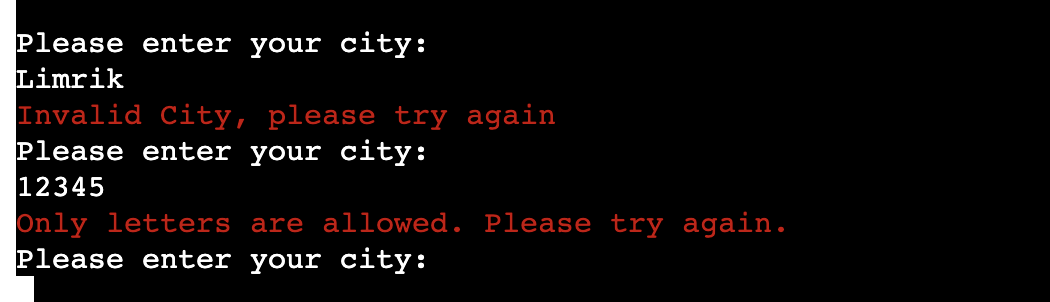 Please enter your city:
Limrik
Invalid City, please try again
Please enter your city:
12345
Only letters are allowed. Please try again.
Please enter your city: